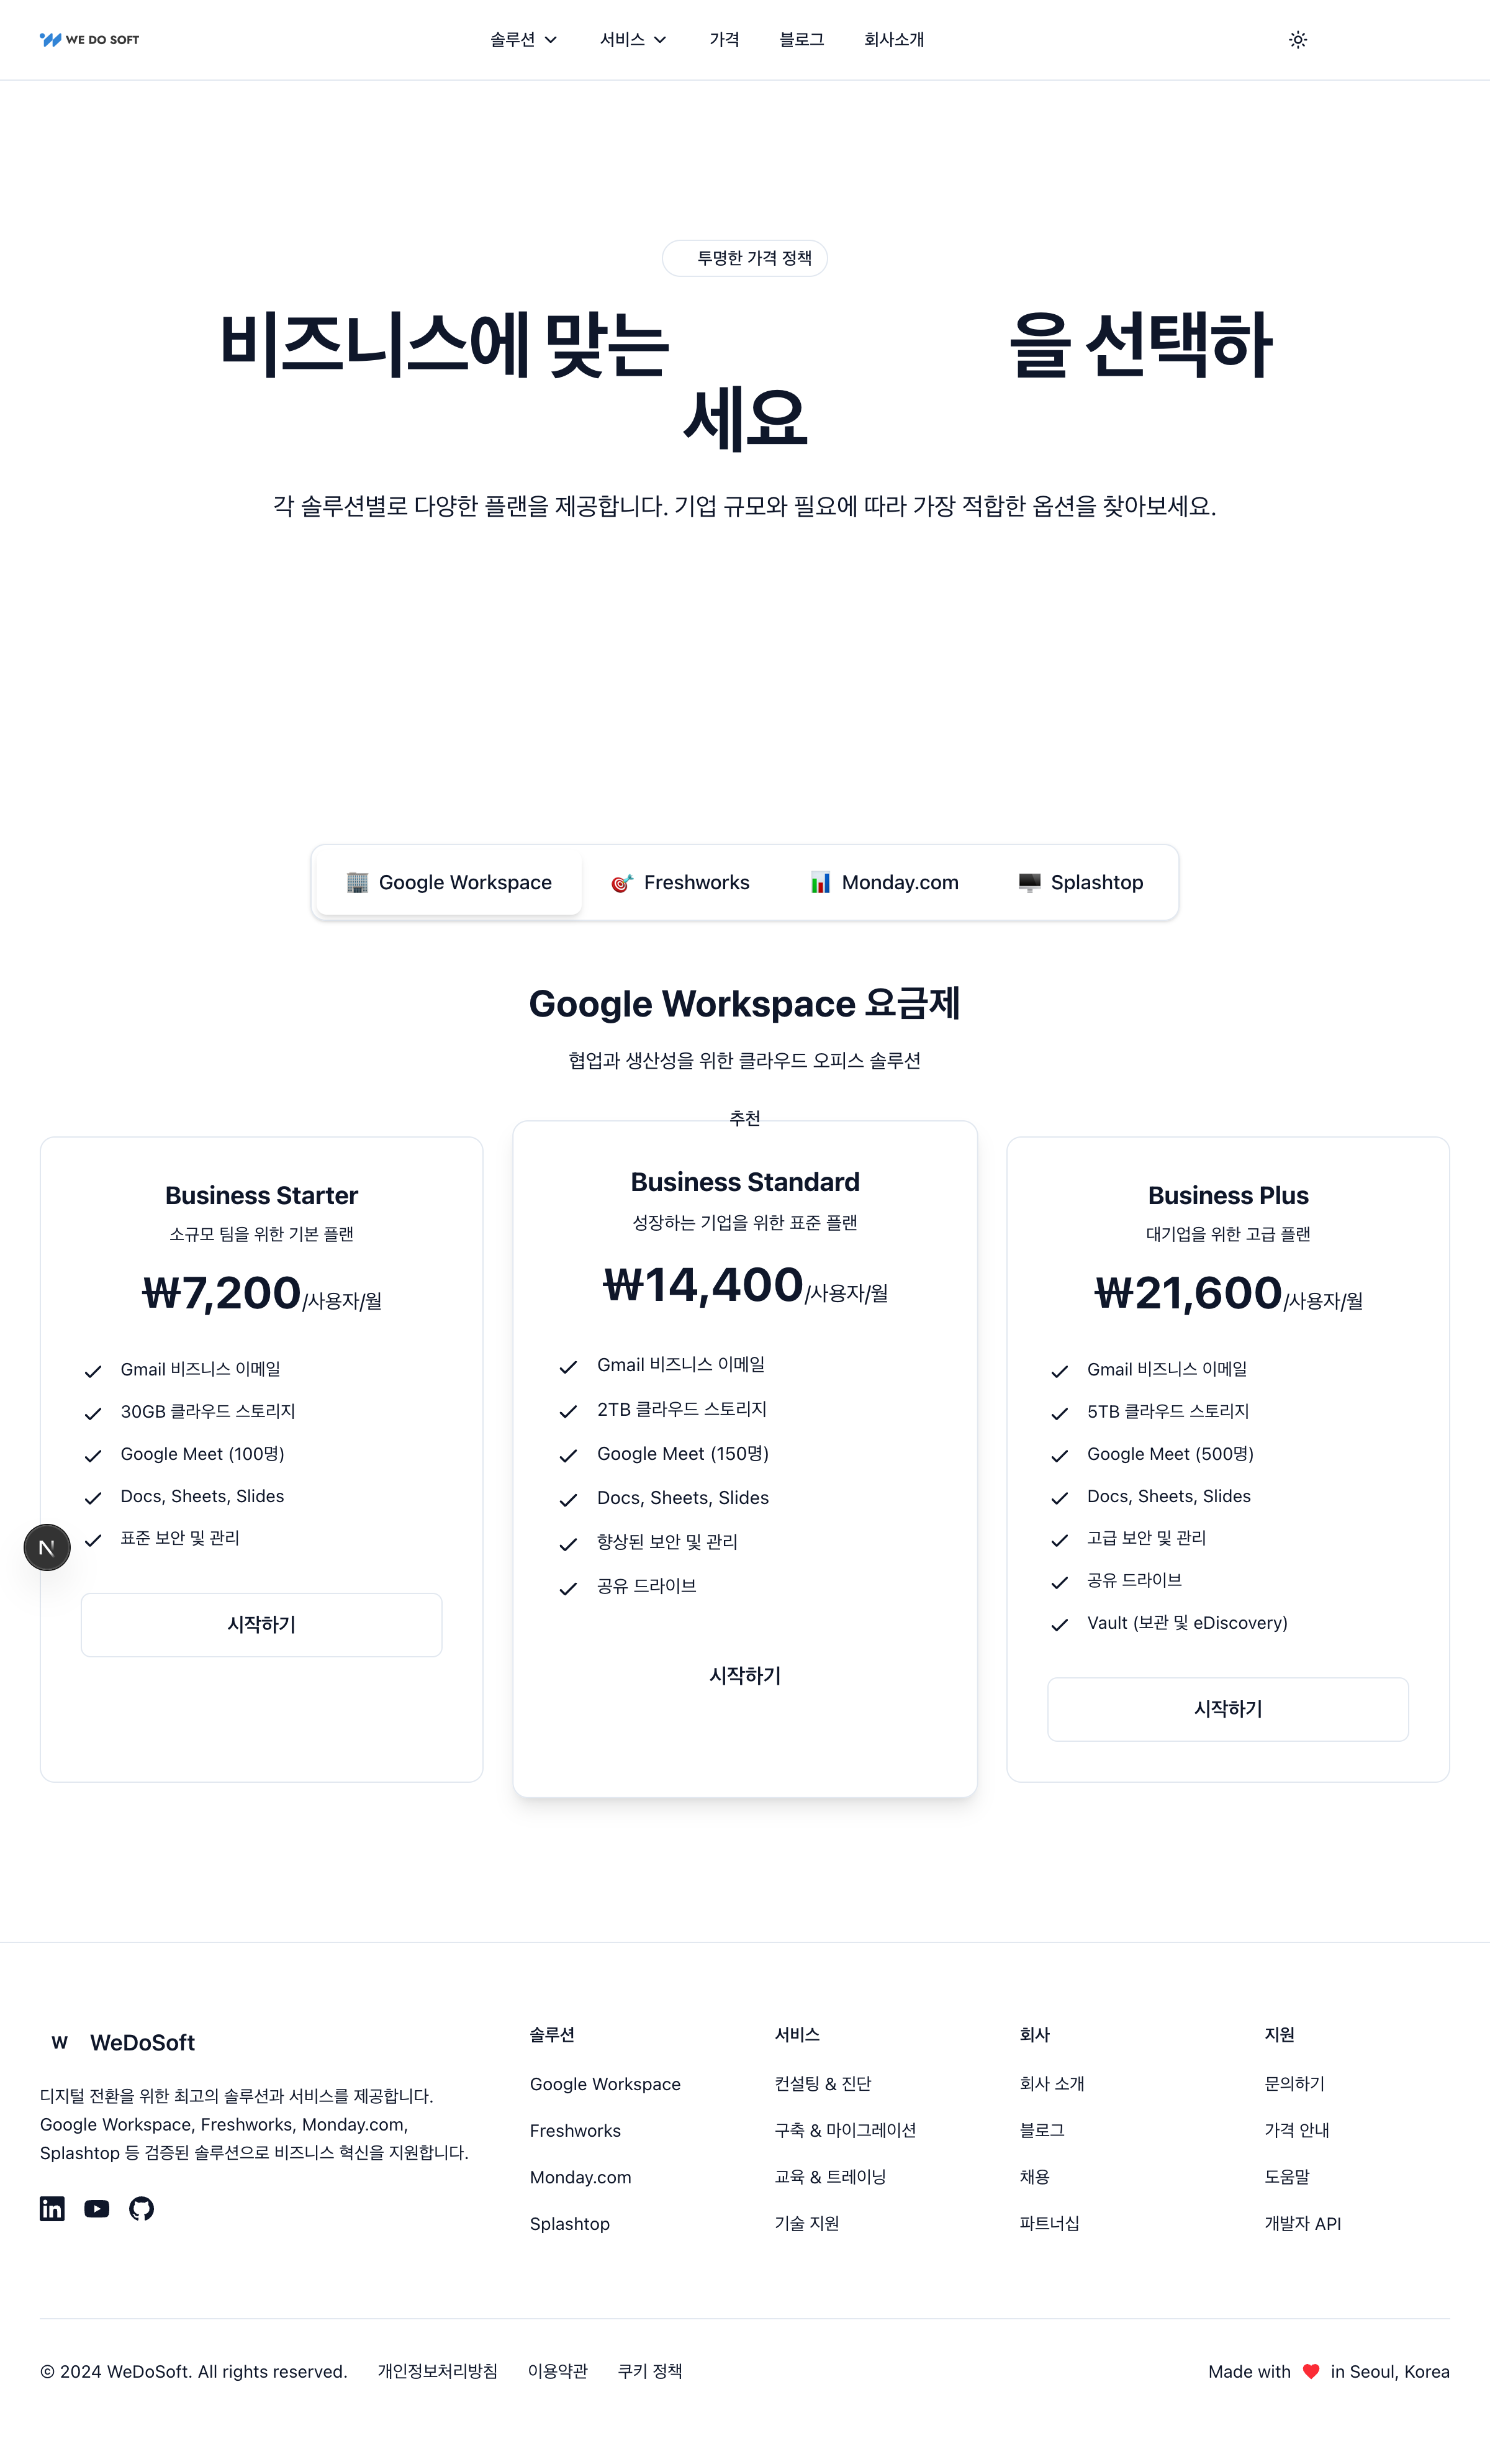 WE DO SOFT
솔루션 서비스 가격 블로그 회사소개
투명한 가격 정책
비즈니스에 맞는 을 선택하
세요
각 솔루션별로 다양한 플랜을 제공합니다. 기업 규모와 필요에 따라 가장 적합한 옵션을 찾아보세요.
Google Workspace Freshworks Monday.com Splashtop
Google Workspace 요금제
협업과 생산성을 위한 클라우드 오피스 솔루션
Business Starter
소규모 팀을 위한 기본 플랜
₩7,200/사용자/월
Gmail 비즈니스 이메일
30GB 클라우드 스토리지
Google Meet (100명)
Docs, Sheets, Slides
표준 보안 및 관리
시작하기
추천
Business Standard
성장하는 기업을 위한 표준 플랜
₩14,400/사용자/월
Gmail 비즈니스 이메일
2TB 클라우드 스토리지
Google Meet (150명)
Docs, Sheets, Slides
향상된 보안 및 관리
공유 드라이브
시작하기
Business Plus
대기업을 위한 고급 플랜
₩21,600/사용자/월
Gmail 비즈니스 이메일
5TB 클라우드 스토리지
Google Meet (500명)
Docs, Sheets, Slides
고급 보안 및 관리
공유 드라이브
Vault (보관 및 eDiscovery)
시작하기
N
W WeDoSoft
디지털 전환을 위한 최고의 솔루션과 서비스를 제공합니다.
Google Workspace, Freshworks, Monday.com,
Splashtop 등 검증된 솔루션으로 비즈니스 혁신을 지원합니다.
in
솔루션
Google Workspace
Freshworks
Monday.com
Splashtop
서비스
컨설팅 & 진단
구축 & 마이그레이션
교육 & 트레이닝
기술 지원
회사
회사 소개
블로그
채용
파트너십
지원
문의하기
가격 안내
도움말
개발자 API
© 2024 WeDoSoft. All rights reserved. 개인정보처리방침 이용약관 쿠키 정책
Made with ❤️ in Seoul, Korea